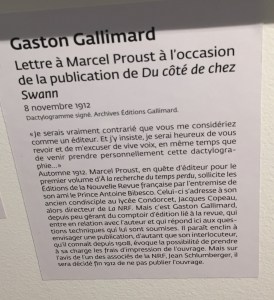 Gaston Gallimard
Lettre à Marcel Proust à l'occasion
de la publication de Du côté de chez
Swann
8 novembre 1912
Dactylogramme signé. Archives Éditions Gallimard.
«Je serais vraiment contrarié que vous me considériez
comme un éditeur. Et j'y insiste, je serai heureux de vous
revoir et de m'excuser de vive voix, en même temps que
de venir prendre personnellement cette dactylogra-
phie...»
Automne 1912. Marcel Proust, en quête d'éditeur pour le
premier volume d'À la recherche du temps perdu, sollicite les
Éditions de la Nouvelle Revue française par l'entremise de
son ami le Prince Antoine Bibesco. Celui-ci s'adresse à son
ancien condisciple au lycée Condorcet, Jacques Copeau,
alors directeur de La NRF. Mais c'est Gaston Gallimard,
depuis peu gérant du comptoir d'édition lié à la revue, qui
entre en relation avec l'auteur et qui répond ici aux ques-
tions techniques qui lui sont soumises. Il paraît enclin à
envisager une publication, d'autant que son interlocuteur,
qu'il connaît depuis 1908, évoque la possibilité de prendre
à sa charge les frais d'impression de l'ouvrage. Mais sur
l'avis de l'un des associés de la NRF, Jean Schlumberger, il
sera décidé fin 1912 de ne pas publier l'ouvrage.